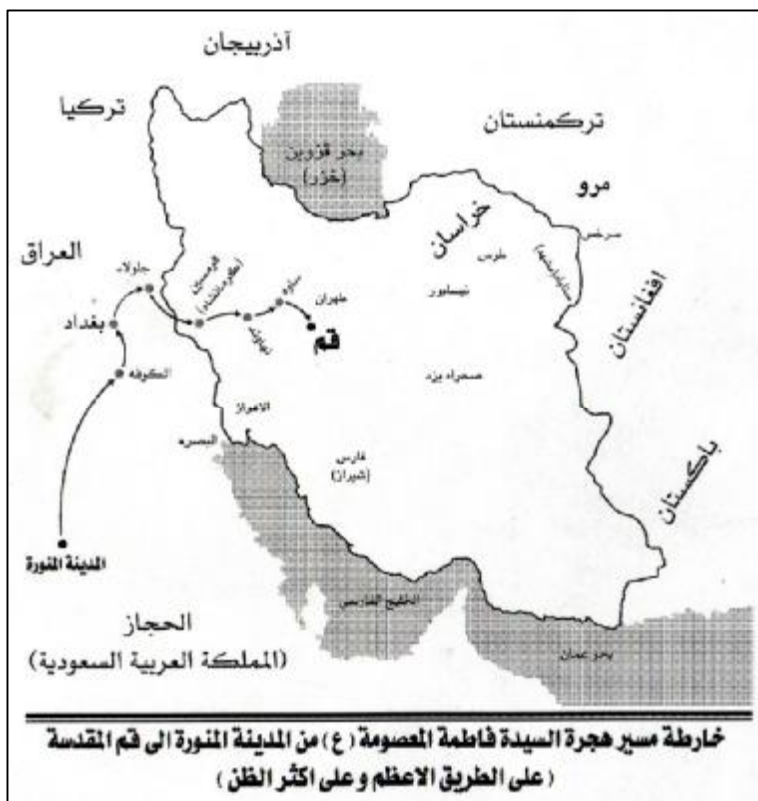 آذربيجان
تركيا
تركمنستان
بحر قزوين
(خزر)
مرو
خراسان
سرخس
طوس
العراق
جلولاء
افغانستان
نيسابور
ساوه
طهران
بغداد
نهاوند
قم
الكوفه
صحراء يزد
الاهواز
البصره
فارس
(شيراز)
باكستان
المدينة المنورة
الخليج الفارسي
الحجاز
(المملكة العربية السعودية)
بحر عمان
خارطة مسير هجرة السيدة فاطمة المعصومة (ع) من المدينة المنورة الى قم المقدسة
(على الطريق الاعظم و على اكثر الظن)